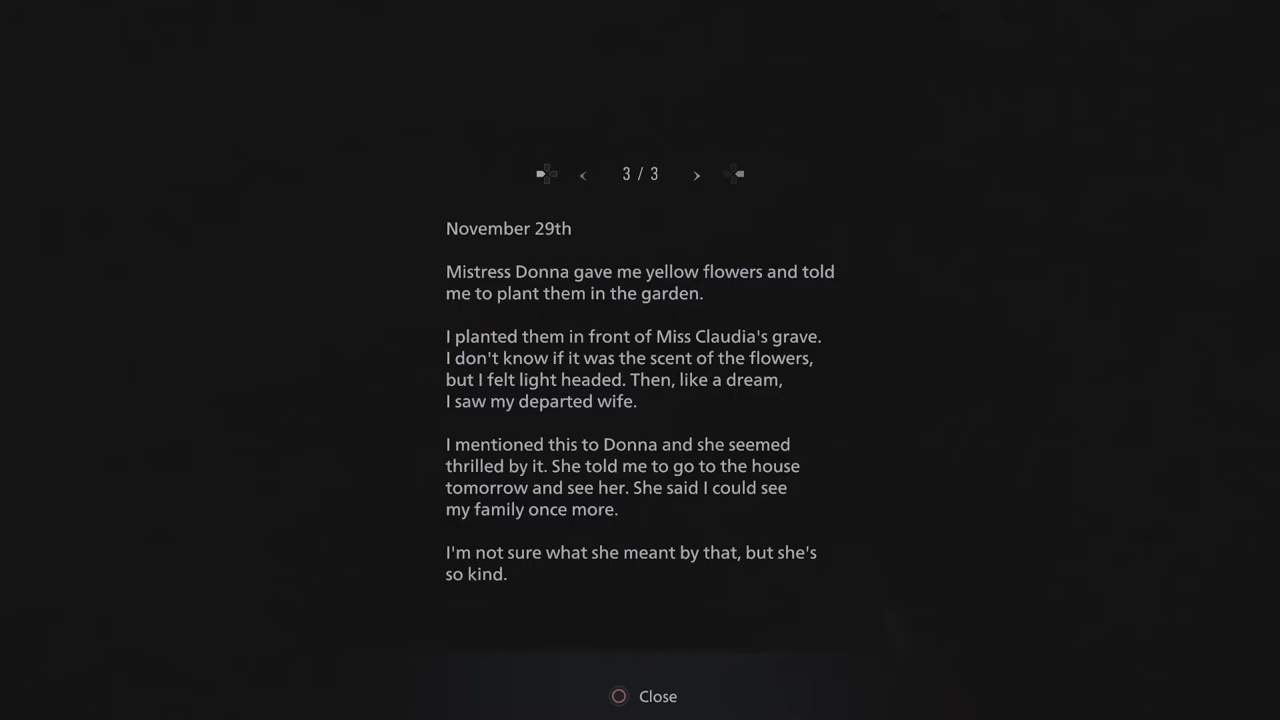 3 / 3
November 29th
Mistress Donna gave me yellow flowers and told
me to plant them in the garden.
I planted them in front of Miss Claudia's grave.
I don't know if it was the scent of the flowers,
but I felt light headed. Then, like a dream,
I saw my departed wife.
I mentioned this to Donna and she seemed
thrilled by it. She told me to go to the house
tomorrow and see her. She said I could see
my family once more.
I'm not sure what she meant by that, but she's
so kind.
Close